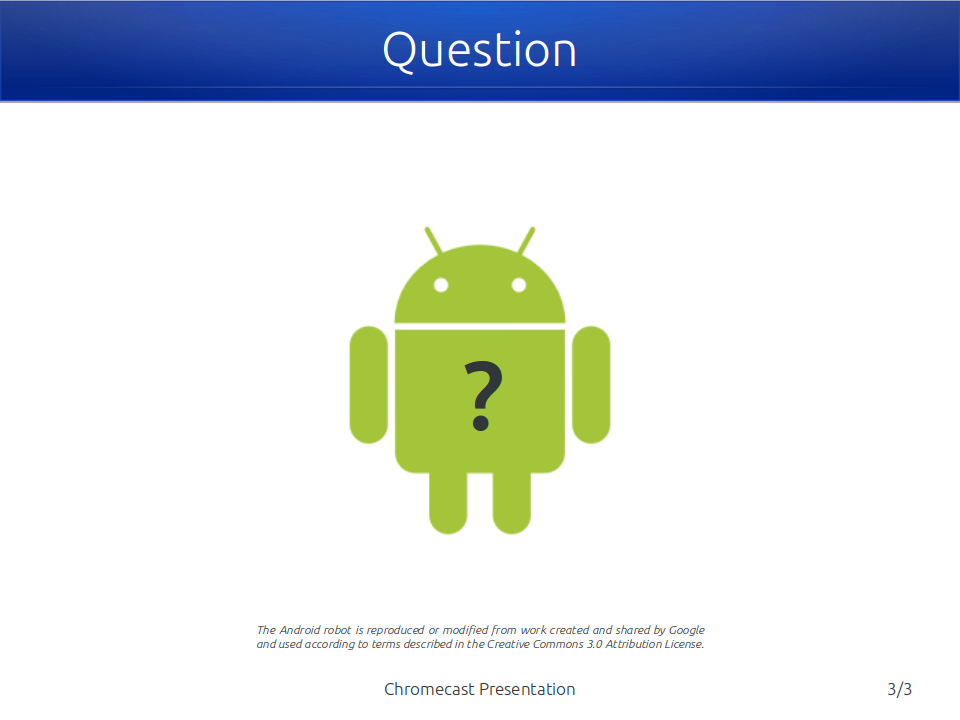 Question
?
The Android robot is reproduced or modified from work created and shared by Google
and used according to terms described in the Creative Commons 3.0 Attribution License.
Chromecast Presentation
3/3